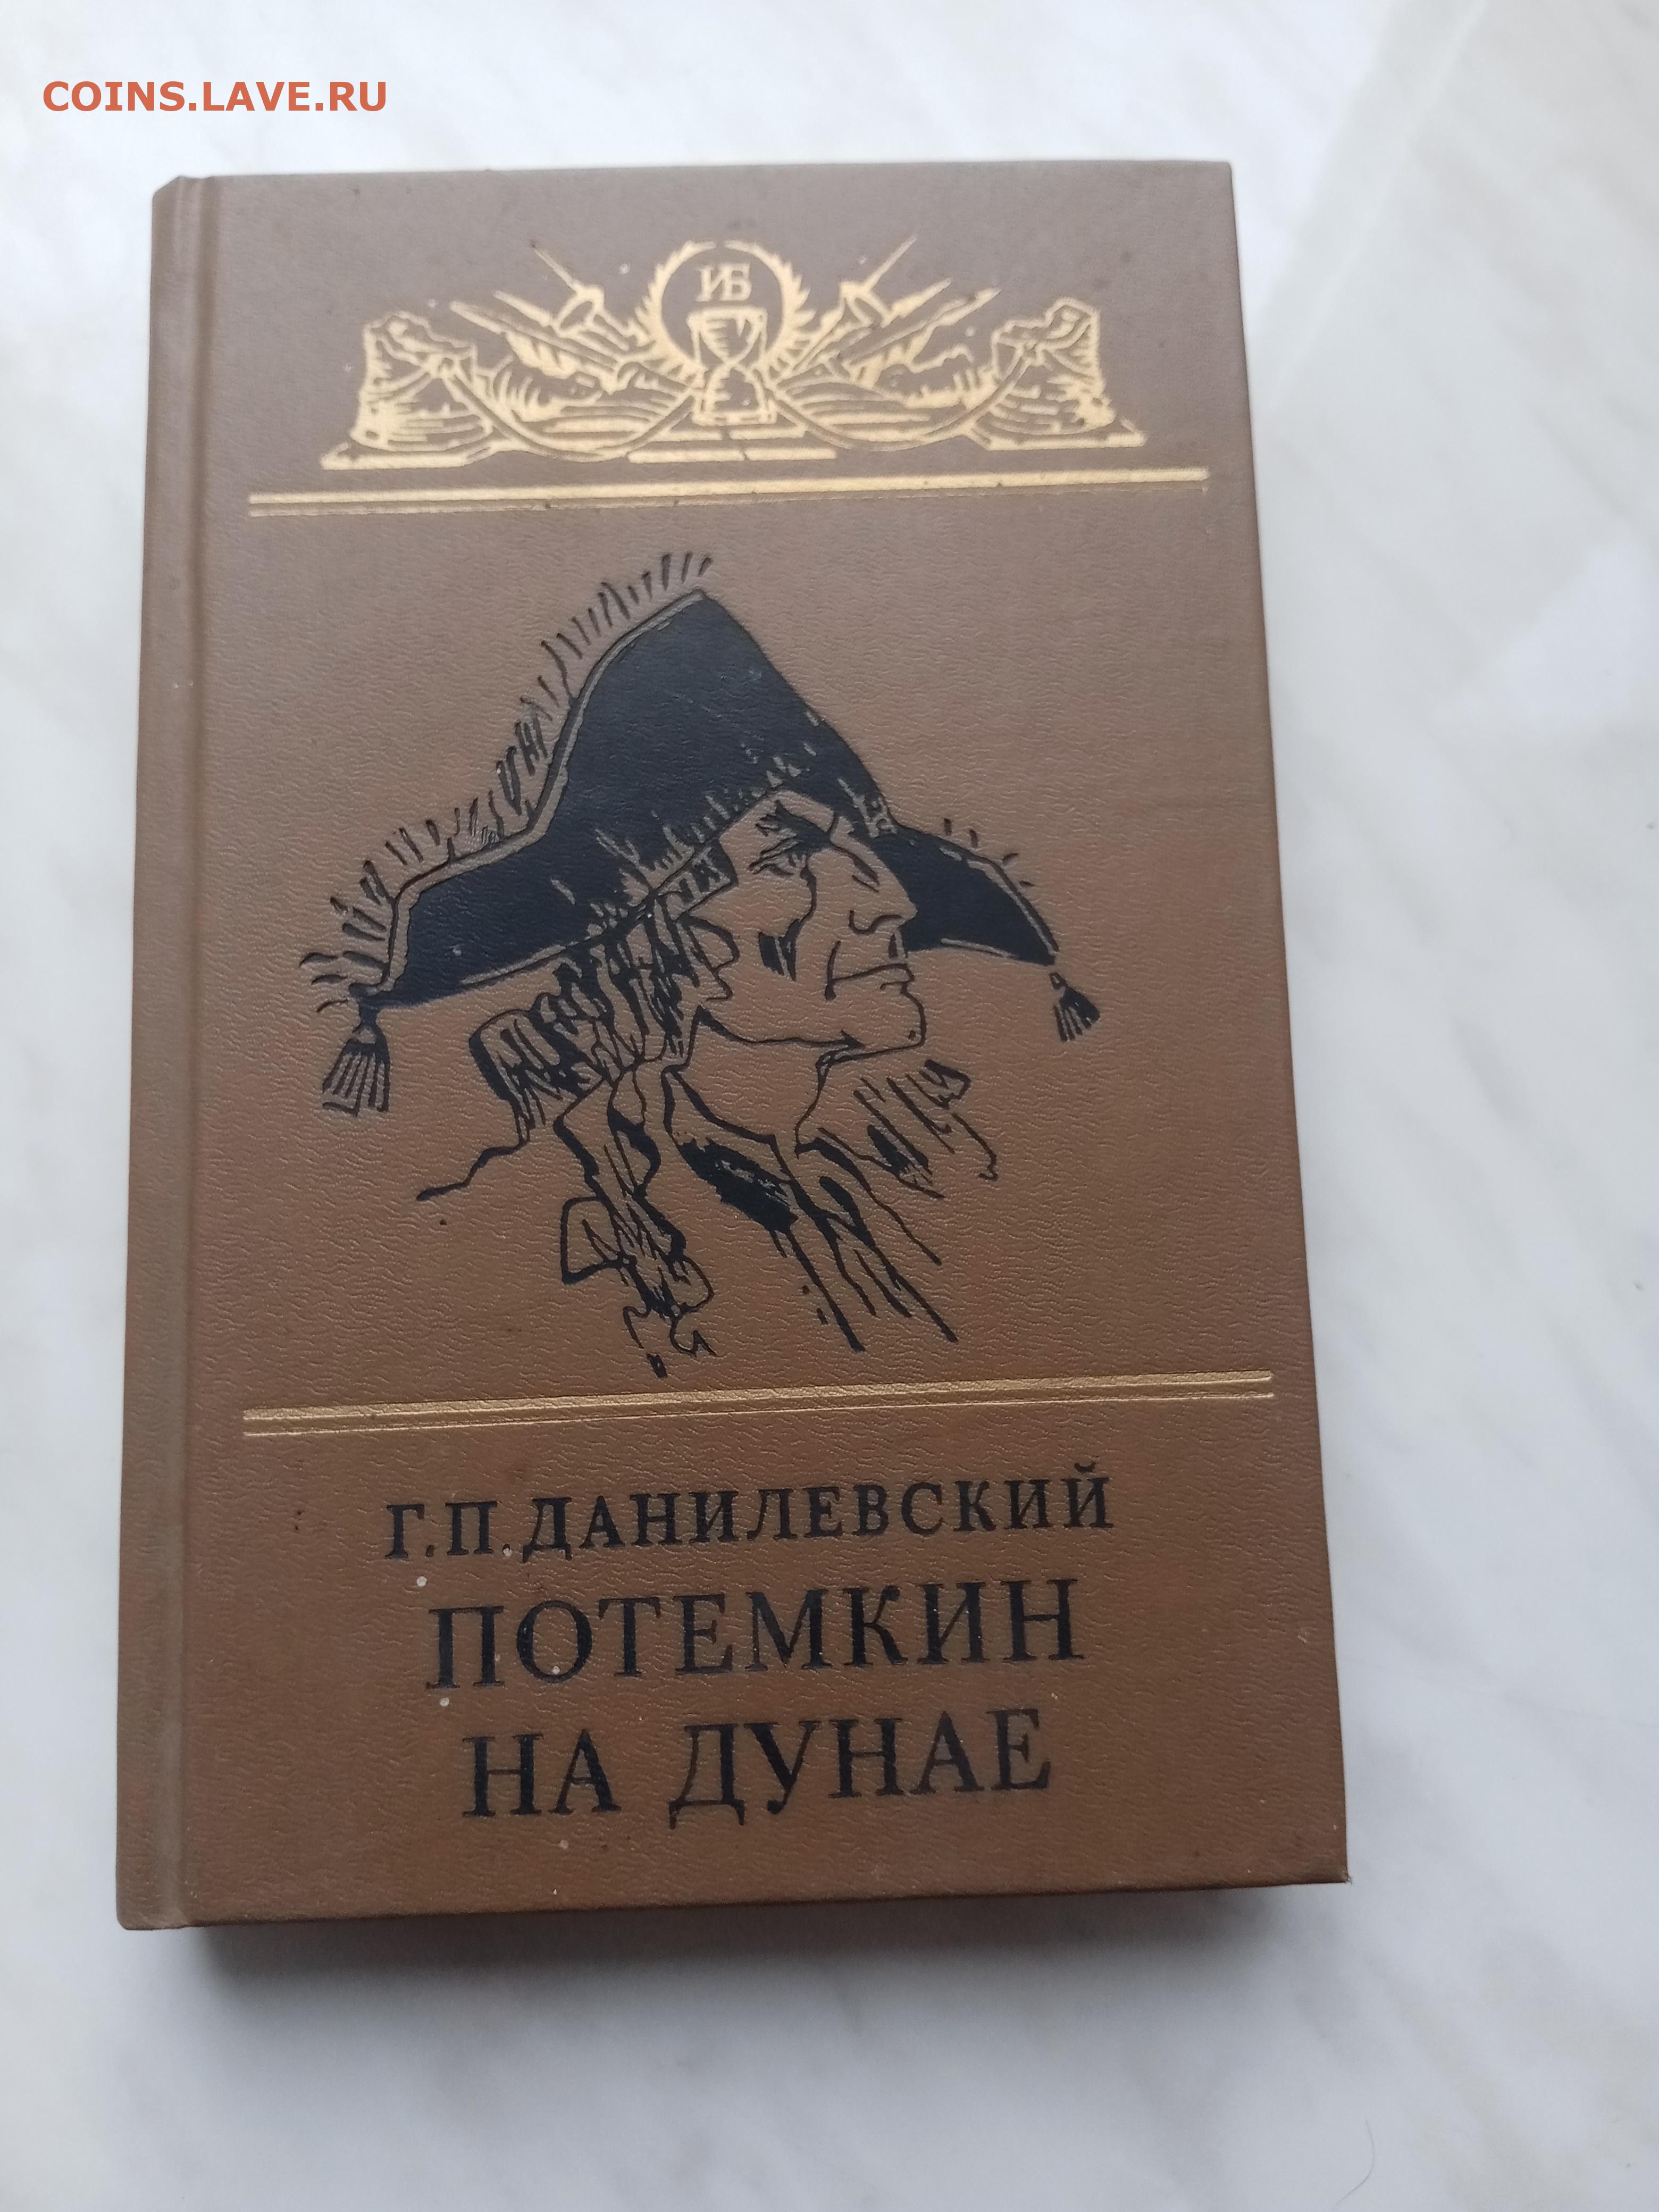 COINS.LAVE.RU
ИБ
Г.П.ДАНИЛЕВСКИЙ
ПОТЕМКИН
НА ДУНАЕ